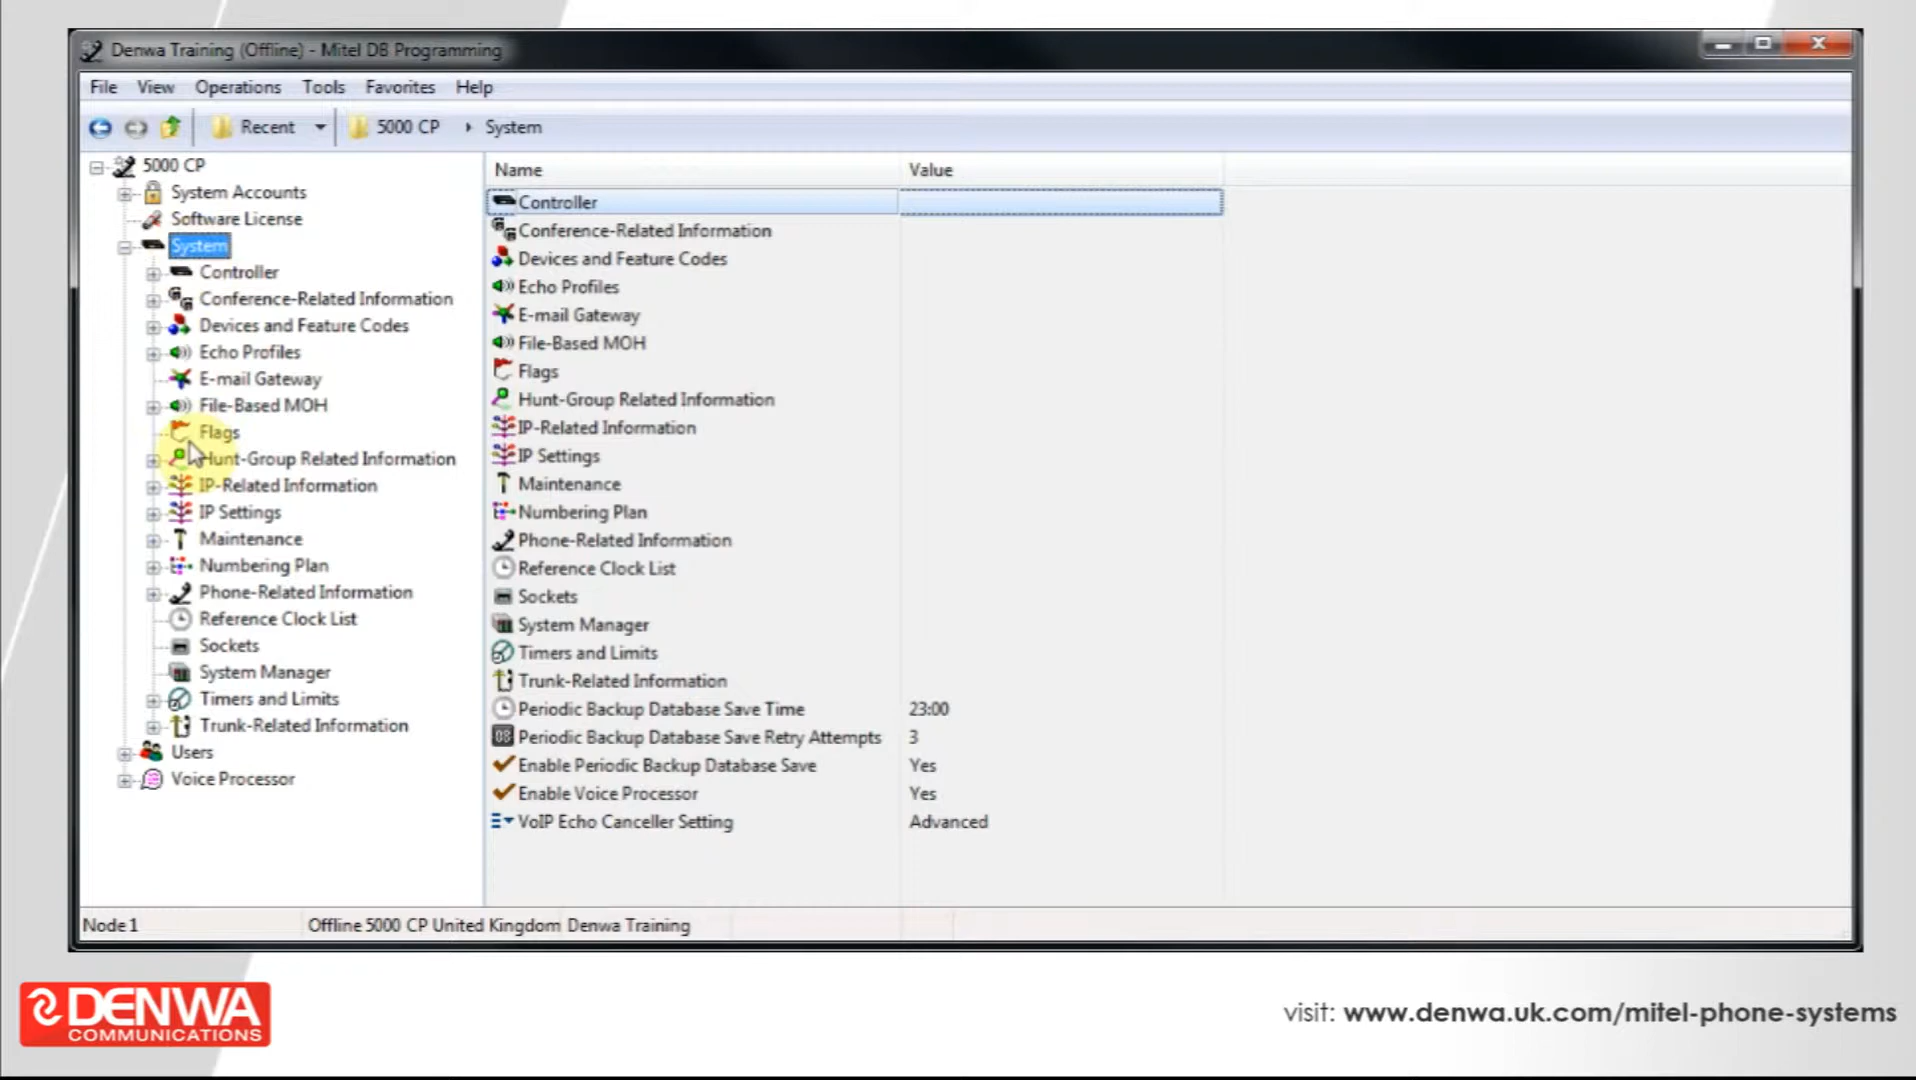 Denwa Training (Offline) - Mitel DB Programming
File View Operations Tools Favorites Help
Recent 5000 CP System
5000 CP
System Accounts
Software License
System
Controller
Conference-Related Information
Devices and Feature Codes
Echo Profiles
E-mail Gateway
File-Based MOH
Flags
Hunt-Group Related Information
IP-Related Information
IP Settings
Maintenance
Numbering Plan
Phone-Related Information
Reference Clock List
Sockets
System Manager
Timers and Limits
Trunk-Related Information
Users
Voice Processor
Name Value
Controller
Conference-Related Information
Devices and Feature Codes
Echo Profiles
E-mail Gateway
File-Based MOH
Flags
Hunt-Group Related Information
IP-Related Information
IP Settings
Maintenance
Numbering Plan
Phone-Related Information
Reference Clock List
Sockets
System Manager
Timers and Limits
Trunk-Related Information
Periodic Backup Database Save Time 23:00
Periodic Backup Database Save Retry Attempts 3
Enable Periodic Backup Database Save Yes
Enable Voice Processor Yes
VoIP Echo Canceller Setting Advanced
Node 1 Offline 5000 CP United Kingdom Denwa Training
DENWA
COMMUNICATIONS
visit: www.denwa.uk.com/mitel-phone-systems